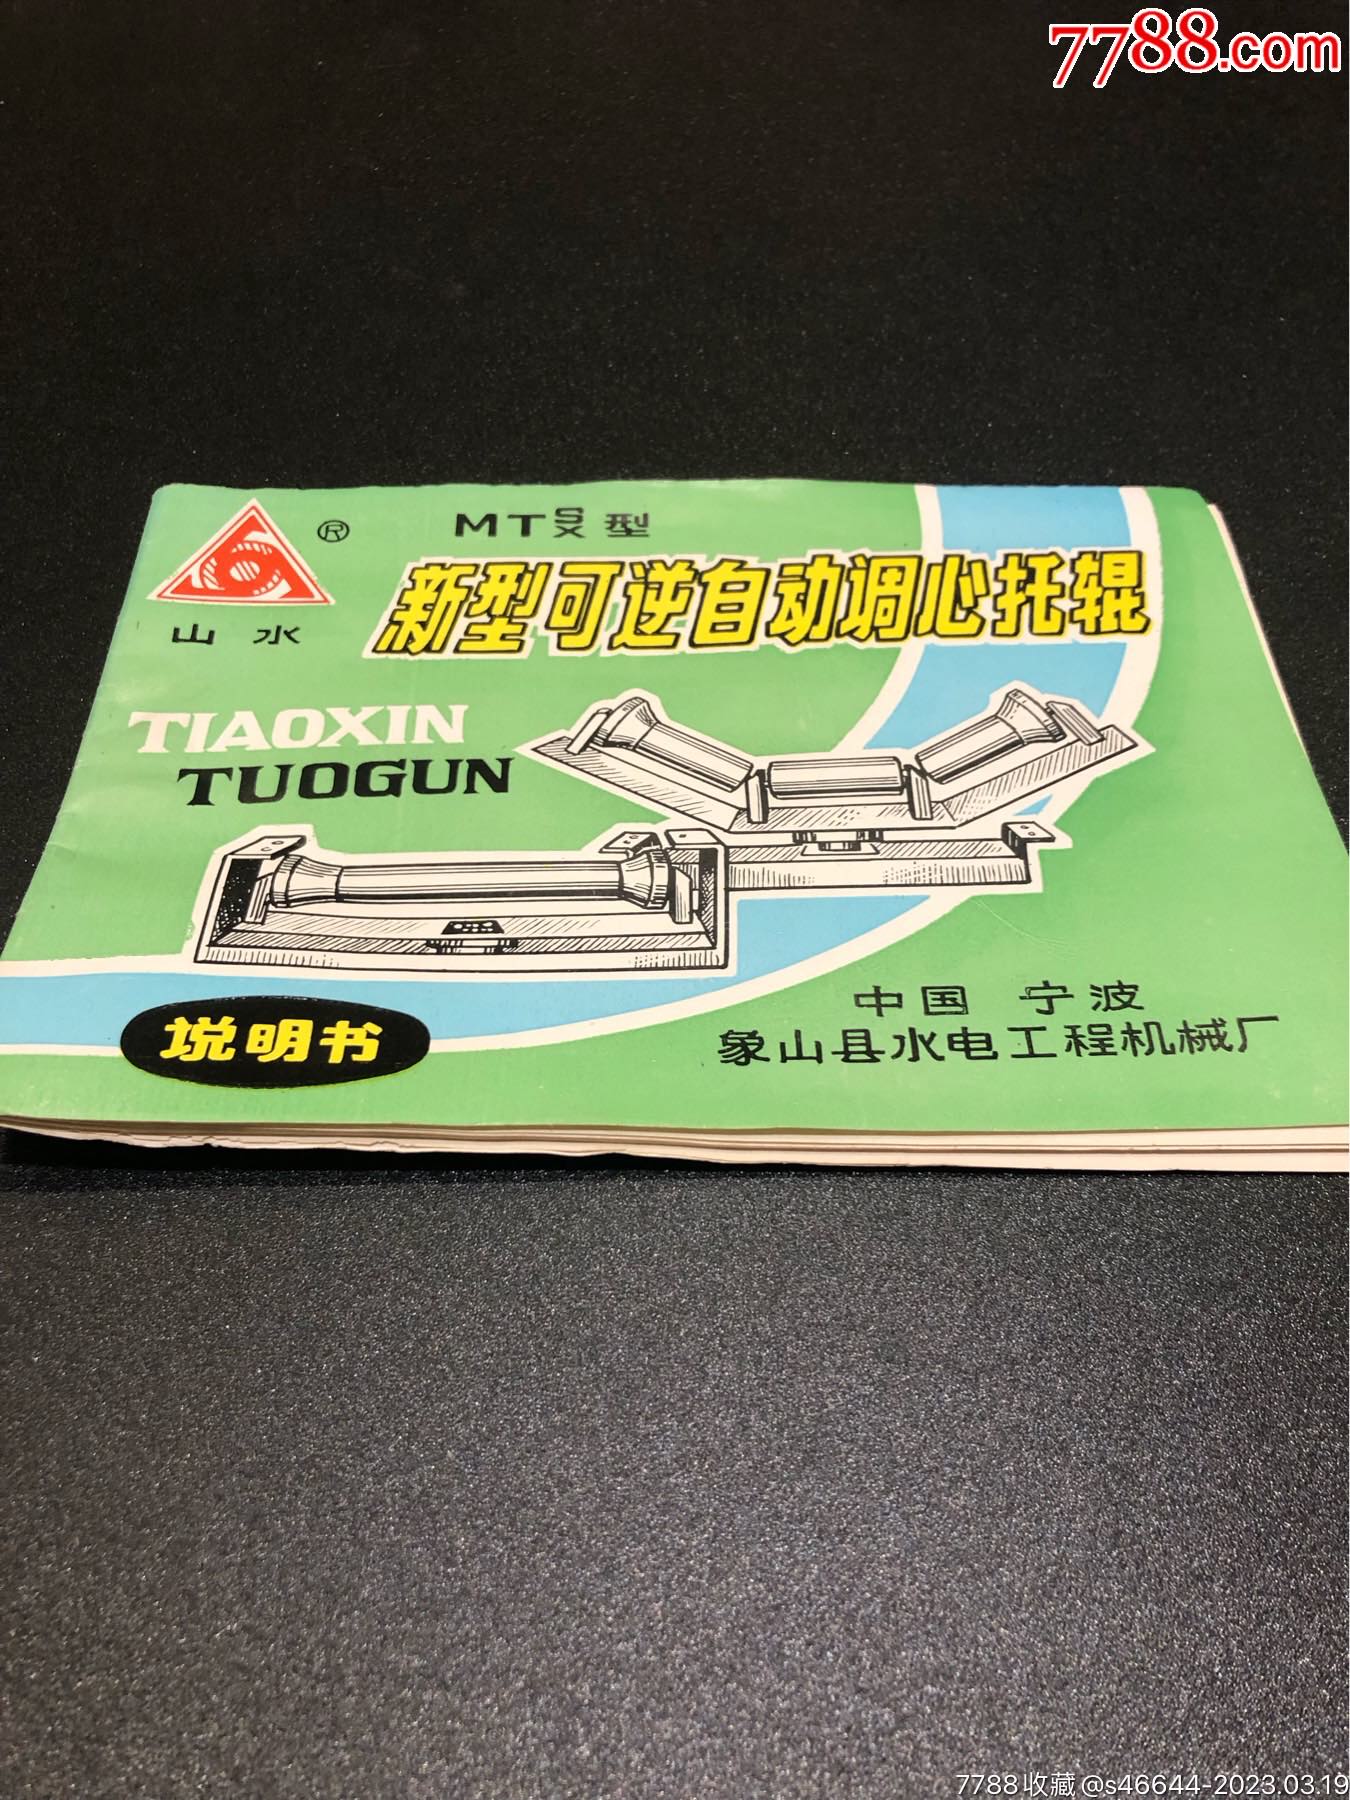 7788.com
MTS/X型
®
新型可逆自动调心托辊
山水
TIAOXIN
TUOGUN
中国 宁波
象山县水电工程机械厂
说明书
7788收藏@s46644-2023.03.19